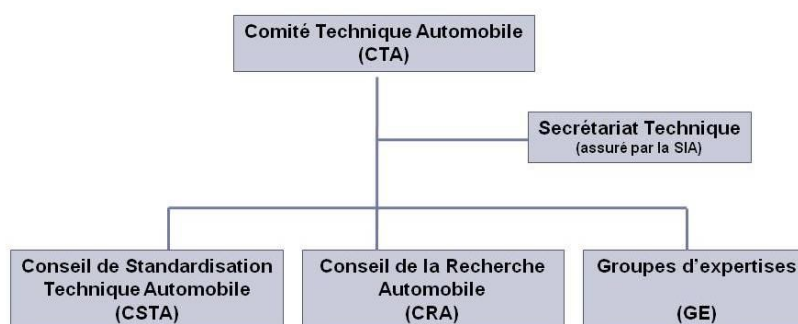 Comité Technique Automobile
(CTA)
Secrétariat Technique
(assuré par la SIA)
Conseil de Standardisation
Technique Automobile
(CSTA)
Conseil de la Recherche
Automobile
(CRA)
Groupes d'expertises
(GE)